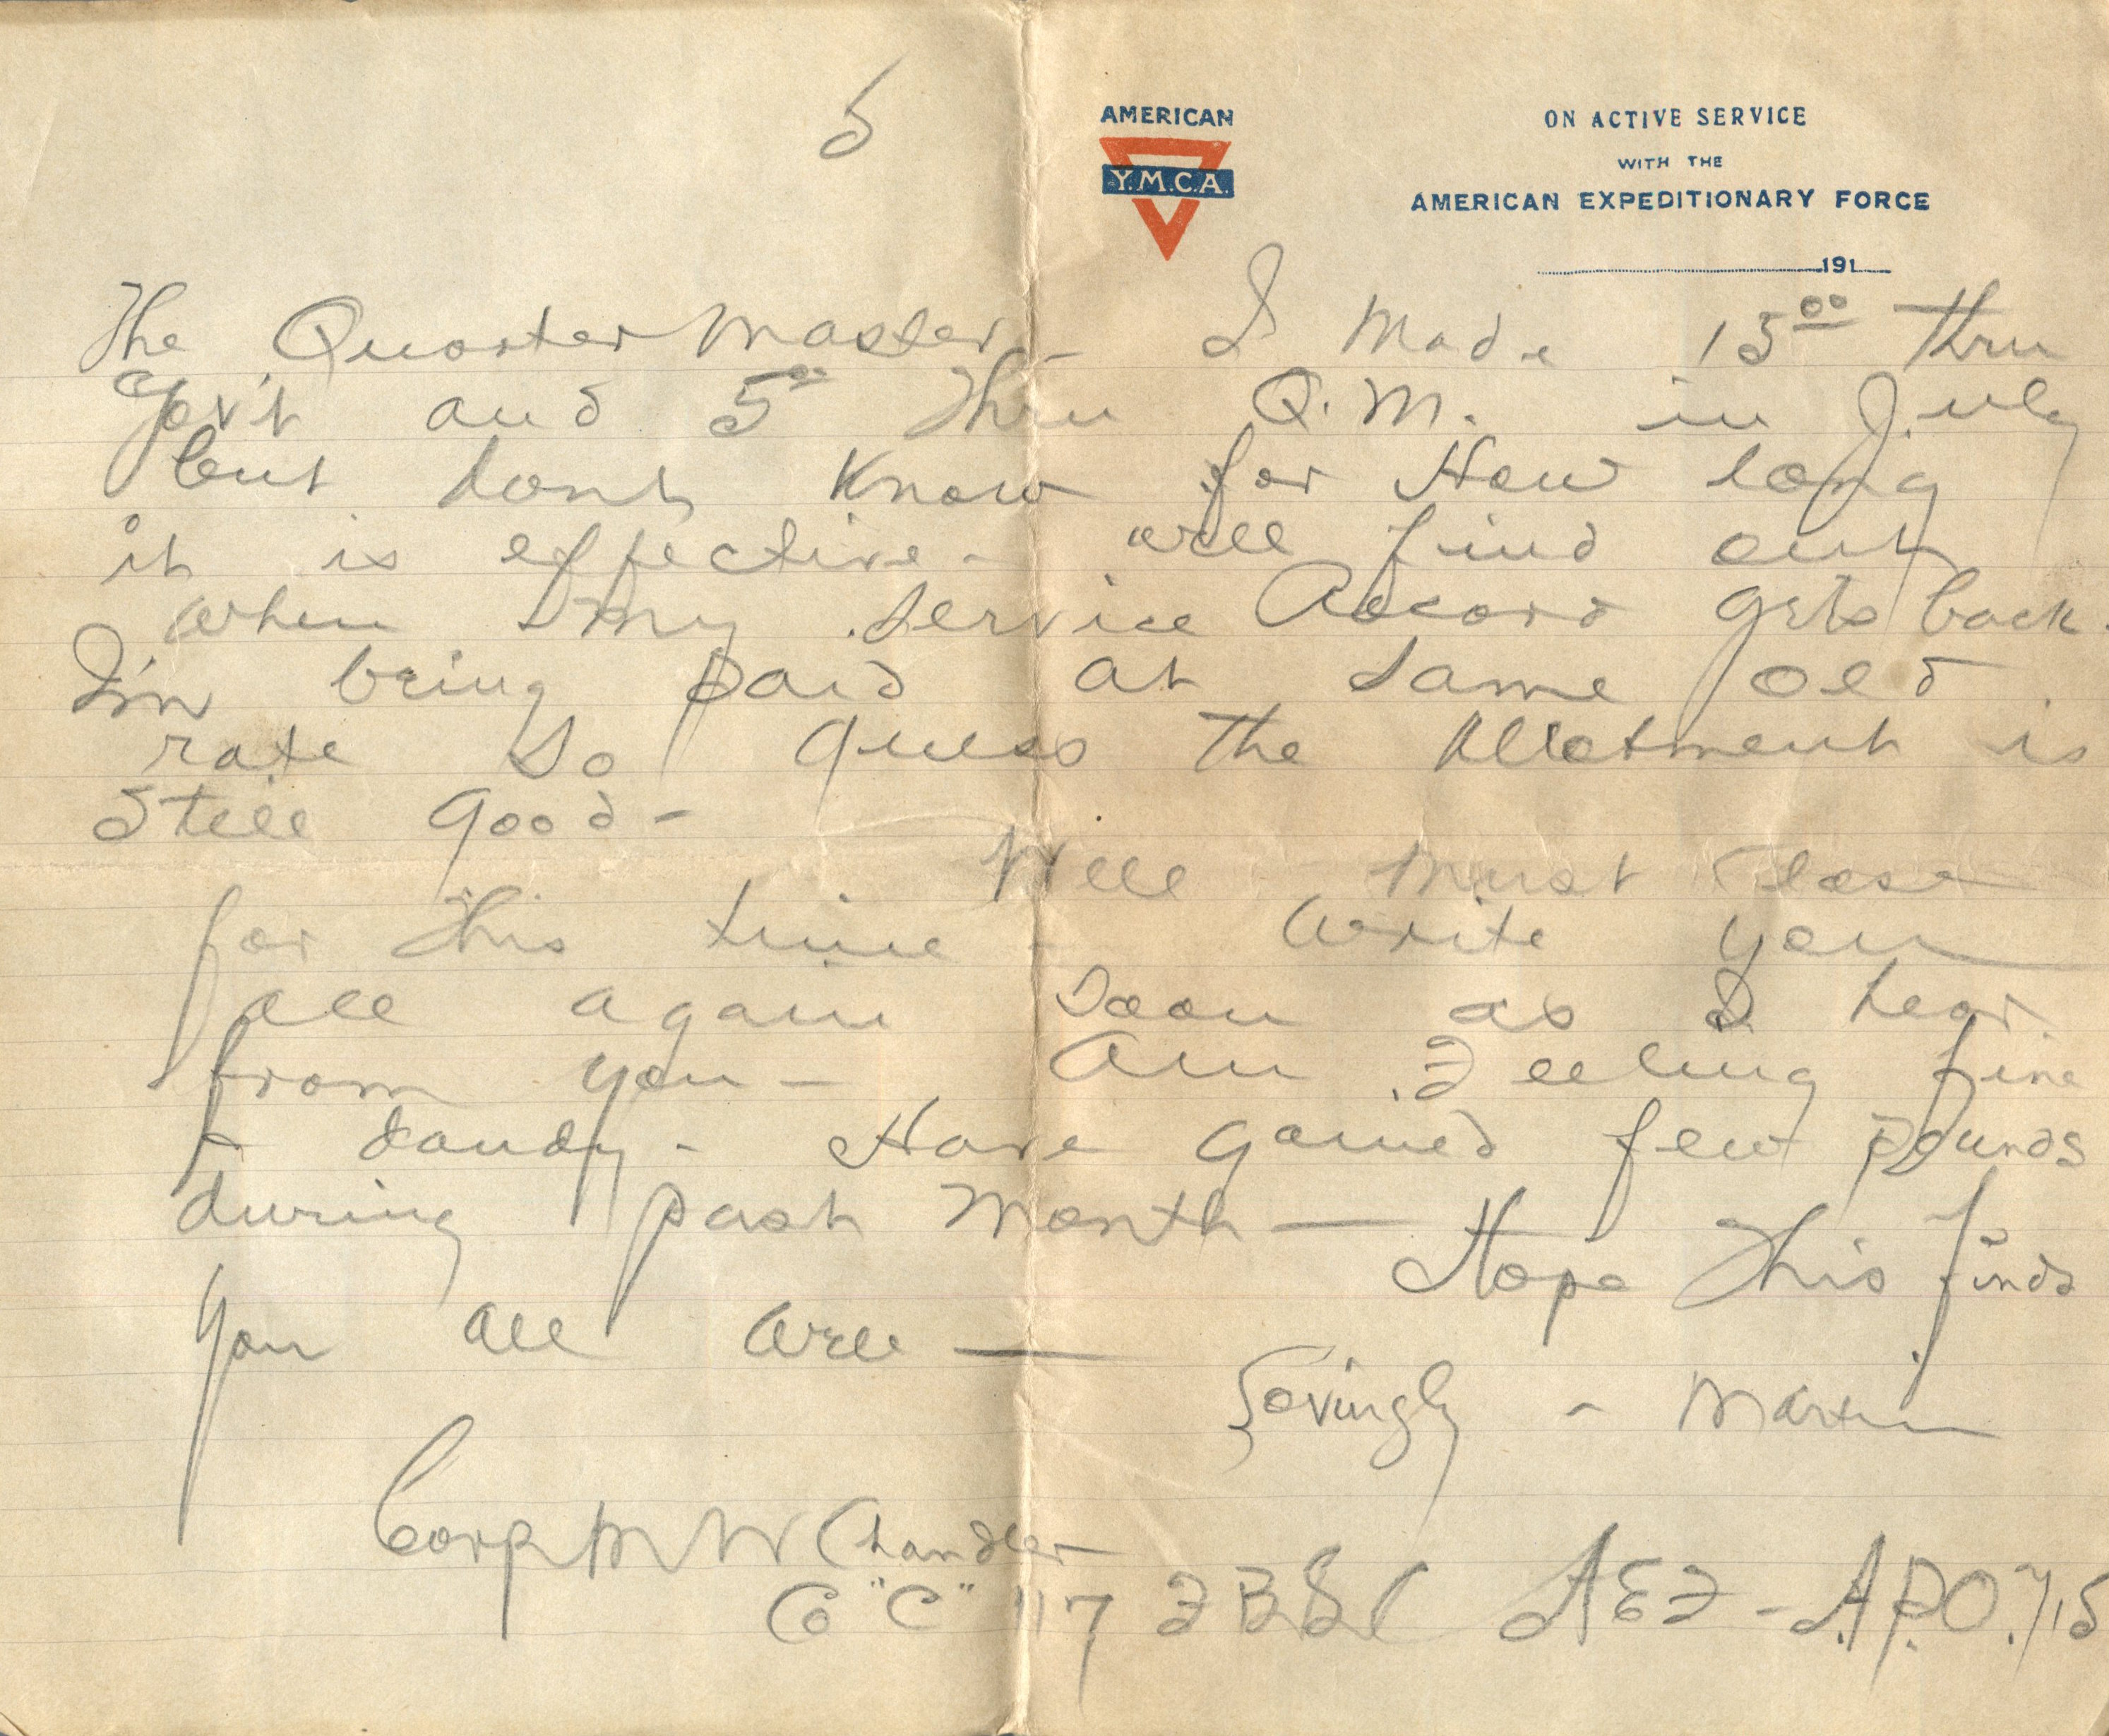 5
AMERICAN
Y.M.C.A.
ON ACTIVE SERVICE
WITH THE
AMERICAN EXPEDITIONARY FORCE
191
The Quarter Master - I Made 15⁰⁰ thru
Gov't and 5⁰⁰ Thru Q.M. in July
but dont Know for How long
it is effective - will find out
when my Service Record gets back.
I'm being paid at same old
rate so guess the Allotment is
still good -
Well must close
for this time - Write you
all again soon as I hear
from you - Am Feeling fine
& dandy - Have gained few pounds
during past month — Hope This finds
you all well —
Lovingly - Martin
Corp M W Chandler
Co "C" 117 F B S C A E F - A.P.O. 715